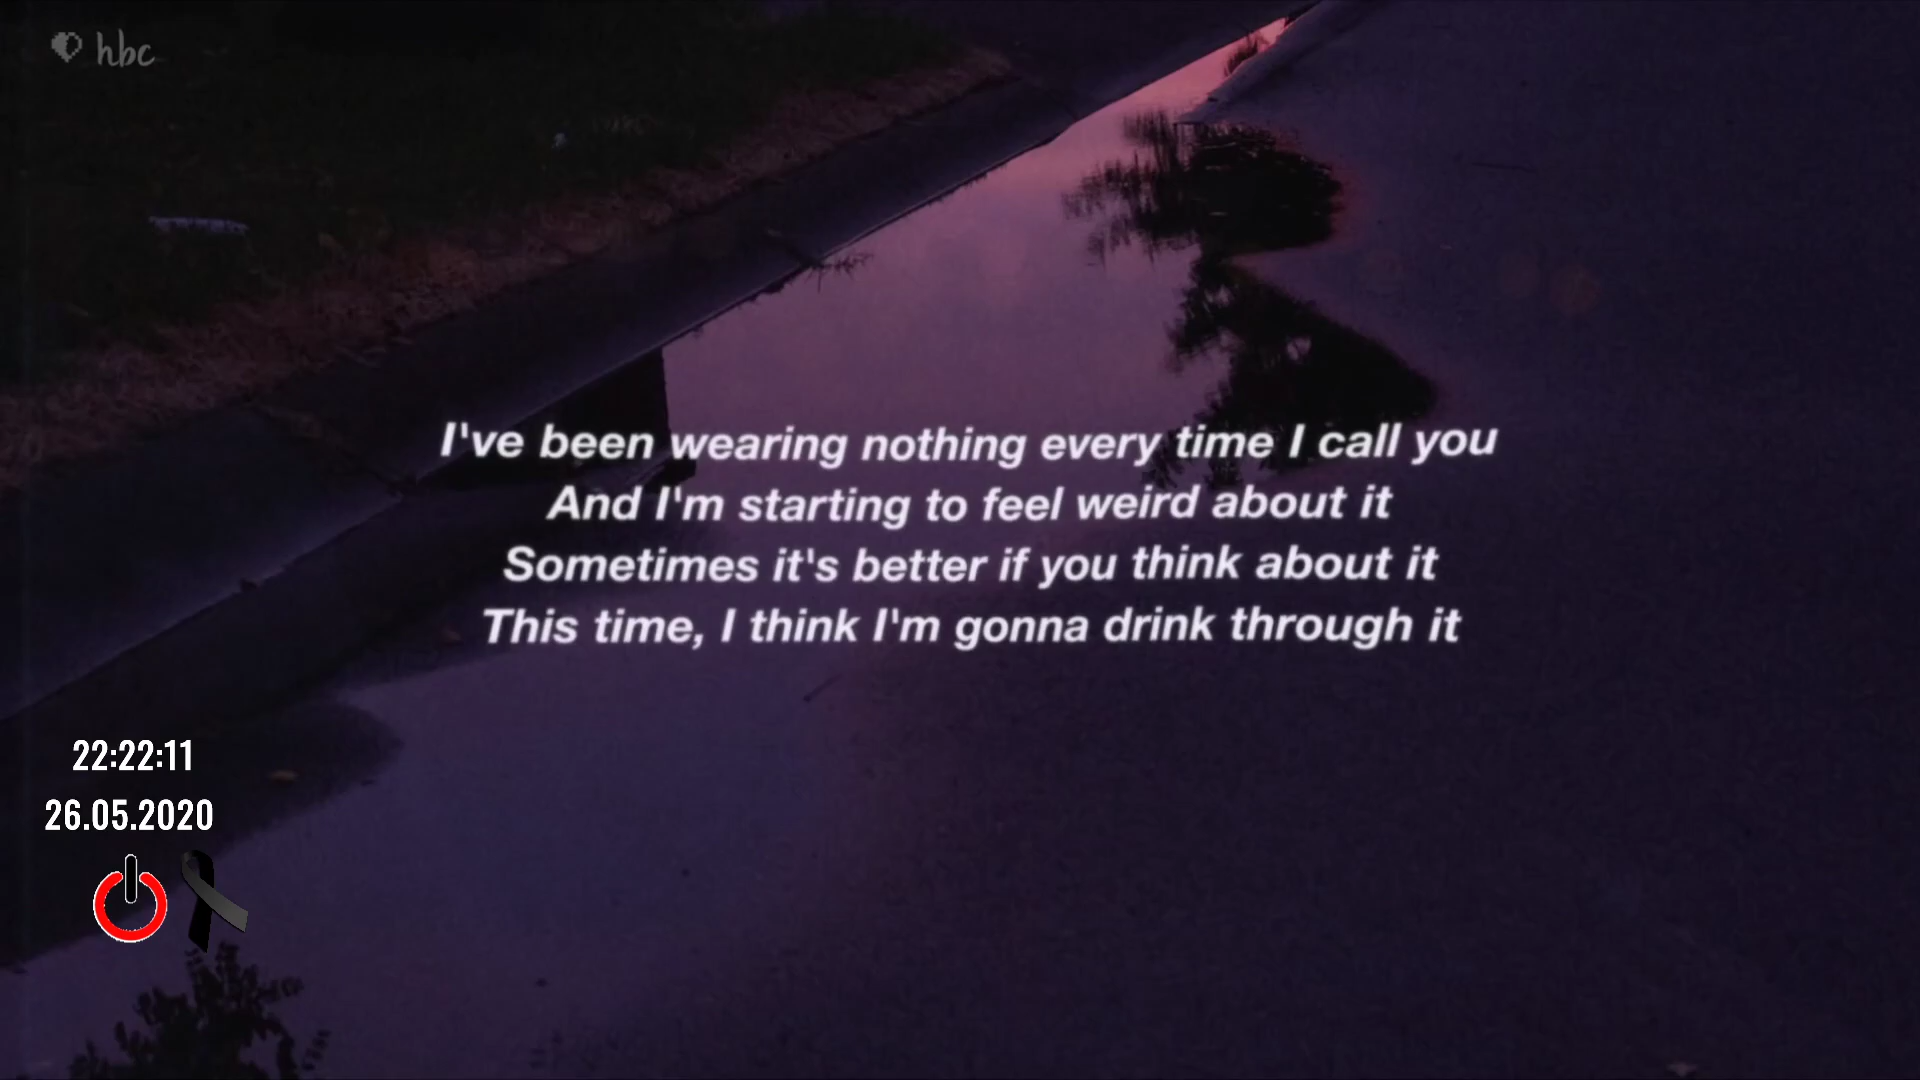 hbc
I've been wearing nothing every time I call you
And I'm starting to feel weird about it
Sometimes it's better if you think about it
This time, I think I'm gonna drink through it
22:22:11
26.05.2020